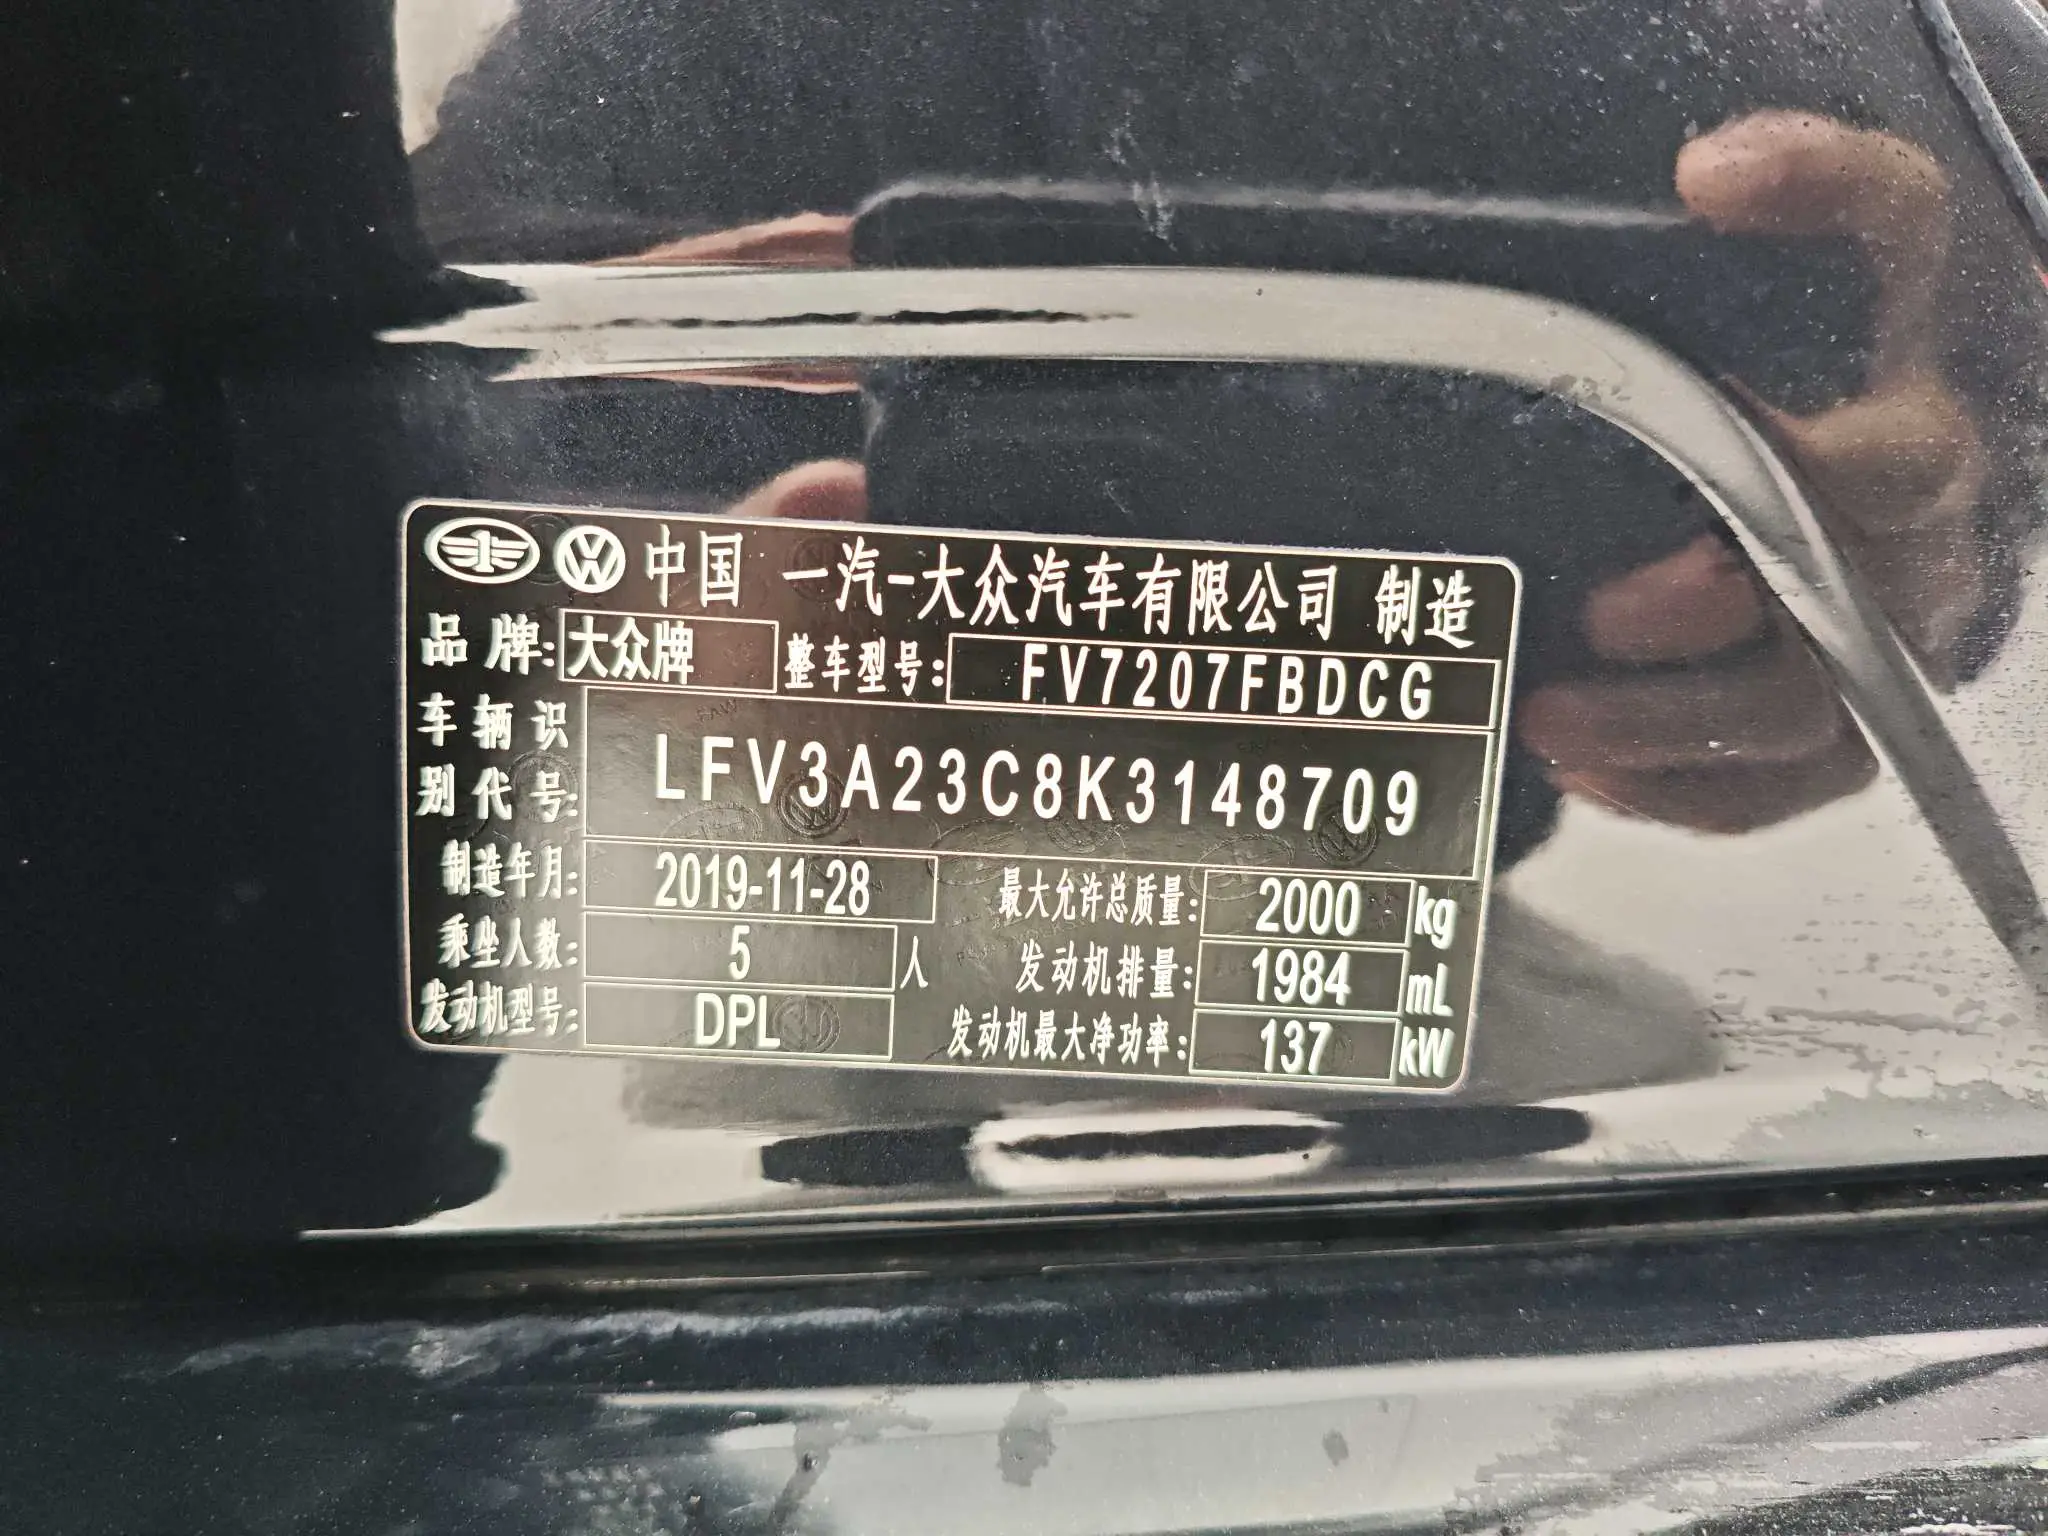 中国 一汽-大众汽车有限公司 制造
品牌: 大众牌 整车型号: FV7207FBDCG
车辆识
别代号: LFV3A23C8K3148709
制造年月: 2019-11-28 最大允许总质量: 2000 kg
乘坐人数: 5 人 发动机排量: 1984 mL
发动机型号: DPL 发动机最大净功率: 137 kW